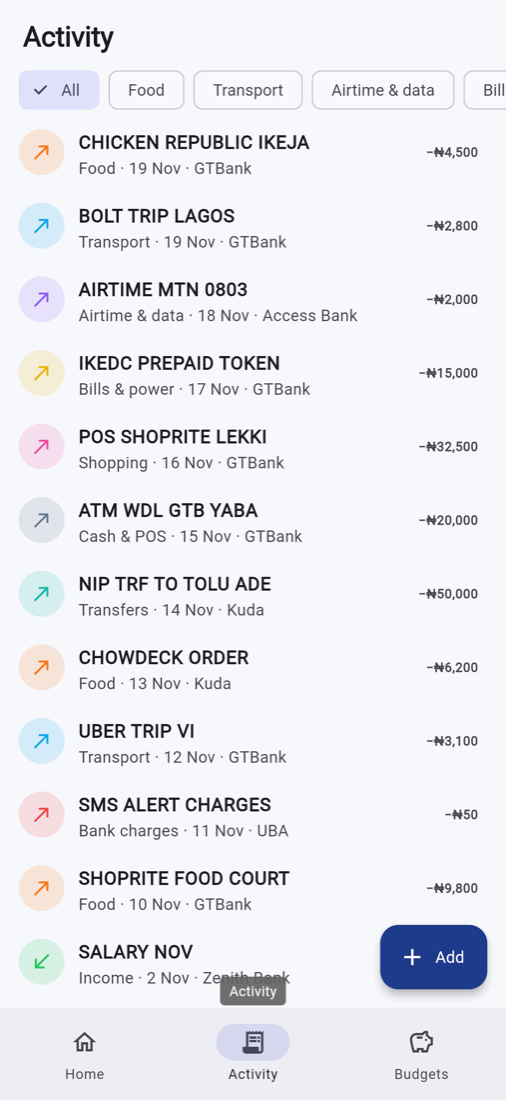 Activity
All
Food
Transport
Airtime & data
Bill
CHICKEN REPUBLIC IKEJA
−₦4,500
Food · 19 Nov · GTBank
BOLT TRIP LAGOS
−₦2,800
Transport · 19 Nov · GTBank
AIRTIME MTN 0803
−₦2,000
Airtime & data · 18 Nov · Access Bank
IKEDC PREPAID TOKEN
−₦15,000
Bills & power · 17 Nov · GTBank
POS SHOPRITE LEKKI
−₦32,500
Shopping · 16 Nov · GTBank
ATM WDL GTB YABA
−₦20,000
Cash & POS · 15 Nov · GTBank
NIP TRF TO TOLU ADE
−₦50,000
Transfers · 14 Nov · Kuda
CHOWDECK ORDER
−₦6,200
Food · 13 Nov · Kuda
UBER TRIP VI
−₦3,100
Transport · 12 Nov · GTBank
SMS ALERT CHARGES
−₦50
Bank charges · 11 Nov · UBA
SHOPRITE FOOD COURT
−₦9,800
Food · 10 Nov · GTBank
SALARY NOV
Income · 2 Nov · Zenith Bank
Add
Activity
Home
Activity
Budgets